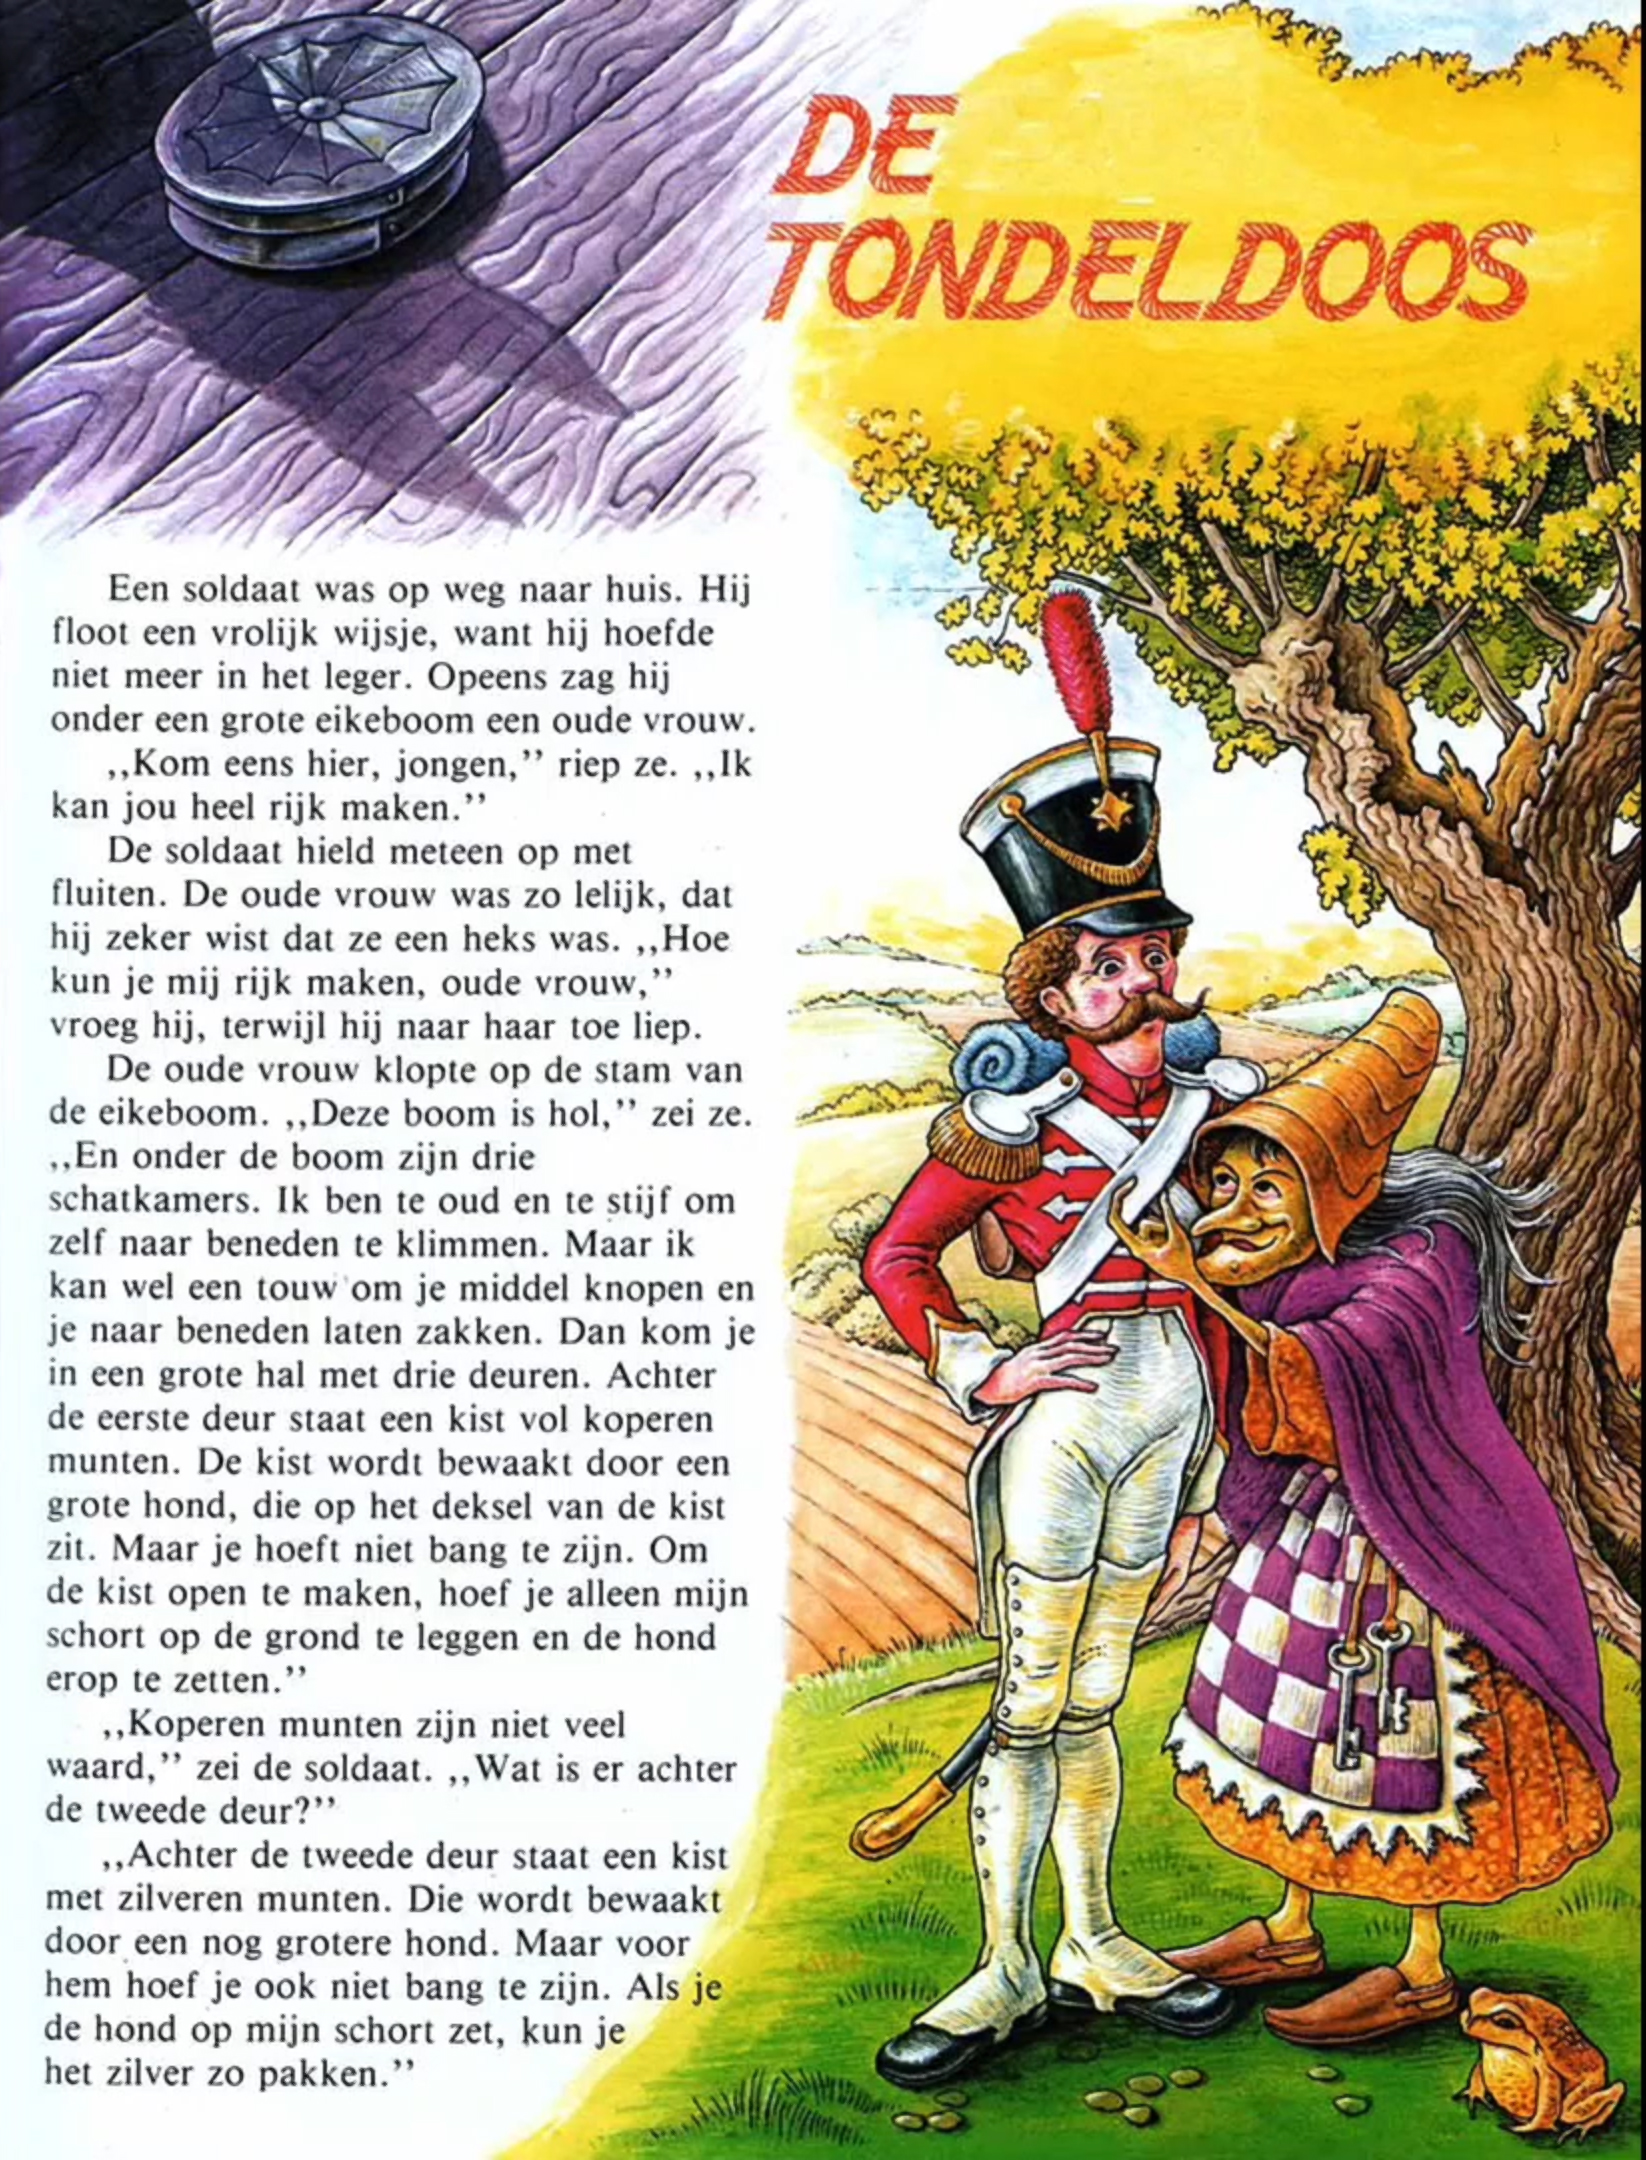 DE
TONDELDOOS
Een soldaat was op weg naar huis. Hij
floot een vrolijk wijsje, want hij hoefde
niet meer in het leger. Opeens zag hij
onder een grote eikeboom een oude vrouw.
,,Kom eens hier, jongen,’’ riep ze. ,,Ik
kan jou heel rijk maken.’’
De soldaat hield meteen op met
fluiten. De oude vrouw was zo lelijk, dat
hij zeker wist dat ze een heks was. ,,Hoe
kun je mij rijk maken, oude vrouw,’’
vroeg hij, terwijl hij naar haar toe liep.
De oude vrouw klopte op de stam van
de eikeboom. ,,Deze boom is hol,’’ zei ze.
,,En onder de boom zijn drie
schatkamers. Ik ben te oud en te stijf om
zelf naar beneden te klimmen. Maar ik
kan wel een touw om je middel knopen en
je naar beneden laten zakken. Dan kom je
in een grote hal met drie deuren. Achter
de eerste deur staat een kist vol koperen
munten. De kist wordt bewaakt door een
grote hond, die op het deksel van de kist
zit. Maar je hoeft niet bang te zijn. Om
de kist open te maken, hoef je alleen mijn
schort op de grond te leggen en de hond
erop te zetten.’’
,,Koperen munten zijn niet veel
waard,’’ zei de soldaat. ,,Wat is er achter
de tweede deur?’’
,,Achter de tweede deur staat een kist
met zilveren munten. Die wordt bewaakt
door een nog grotere hond. Maar voor
hem hoef je ook niet bang te zijn. Als je
de hond op mijn schort zet, kun je
het zilver zo pakken.’’